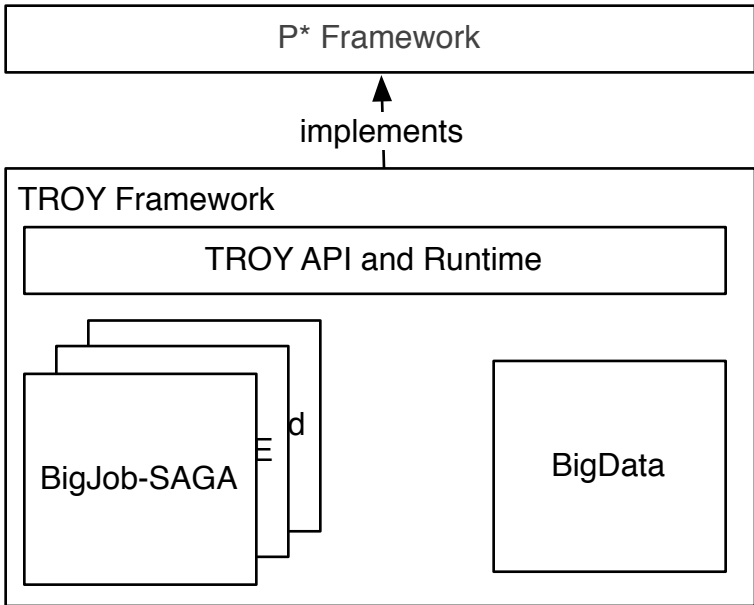 P* Framework
implements
TROY Framework
TROY API and Runtime
BigJob-SAGA
BigData